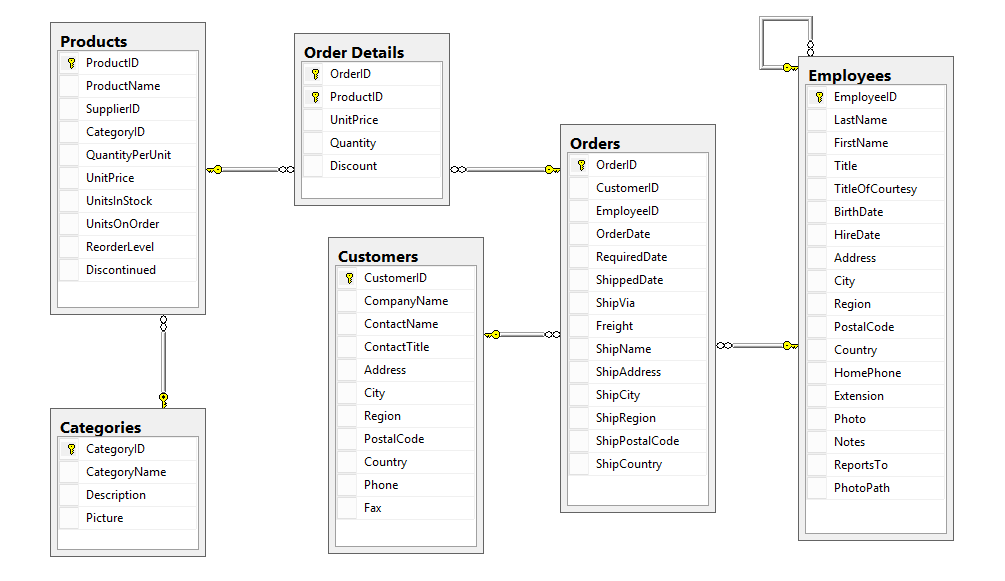 Products
ProductID
ProductName
SupplierID
CategoryID
QuantityPerUnit
UnitPrice
UnitsInStock
UnitsOnOrder
ReorderLevel
Discontinued
Order Details
OrderID
ProductID
UnitPrice
Quantity
Discount
Orders
OrderID
CustomerID
EmployeeID
OrderDate
RequiredDate
ShippedDate
ShipVia
Freight
ShipName
ShipAddress
ShipCity
ShipRegion
ShipPostalCode
ShipCountry
Employees
EmployeeID
LastName
FirstName
Title
TitleOfCourtesy
BirthDate
HireDate
Address
City
Region
PostalCode
Country
HomePhone
Extension
Photo
Notes
ReportsTo
PhotoPath
Customers
CustomerID
CompanyName
ContactName
ContactTitle
Address
City
Region
PostalCode
Country
Phone
Fax
Categories
CategoryID
CategoryName
Description
Picture